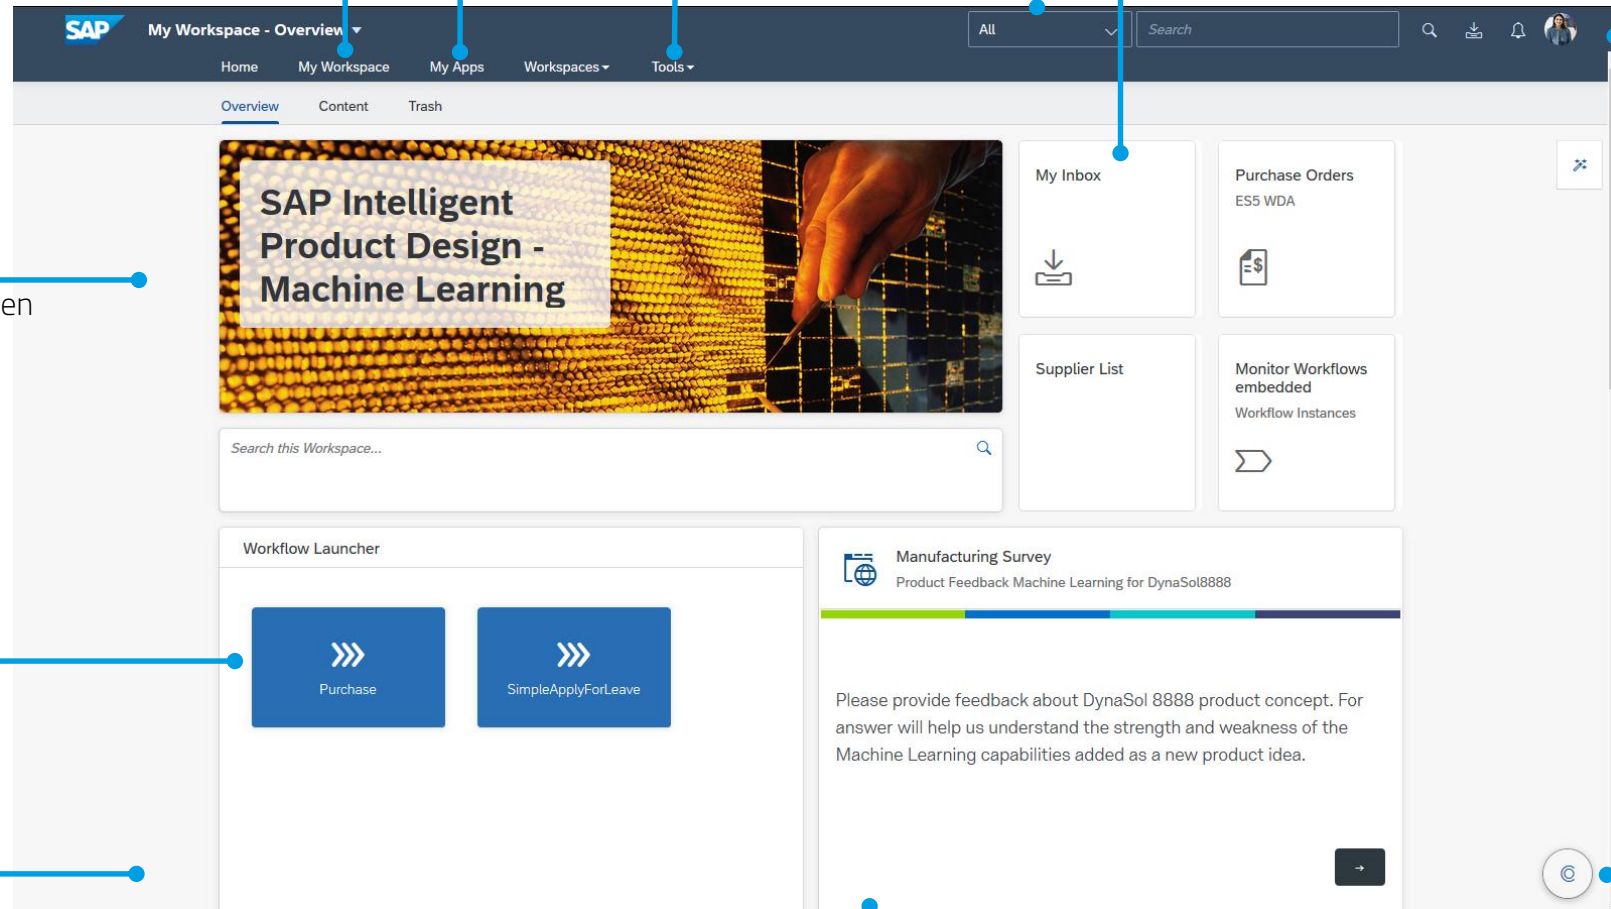 SAP
My Workspace - Overview
All
Search
Home
My Workspace
My Apps
Workspaces
Tools
Overview
Content
Trash
SAP Intelligent
Product Design -
Machine Learning
My Inbox
Purchase Orders
ES5 WDA
en
Supplier List
Monitor Workflows
embedded
Workflow Instances
Search this Workspace...
Workflow Launcher
Purchase
SimpleApplyForLeave
Manufacturing Survey
Product Feedback Machine Learning for DynaSol8888
Please provide feedback about DynaSol 8888 product concept. For
answer will help us understand the strength and weakness of the
Machine Learning capabilities added as a new product idea.